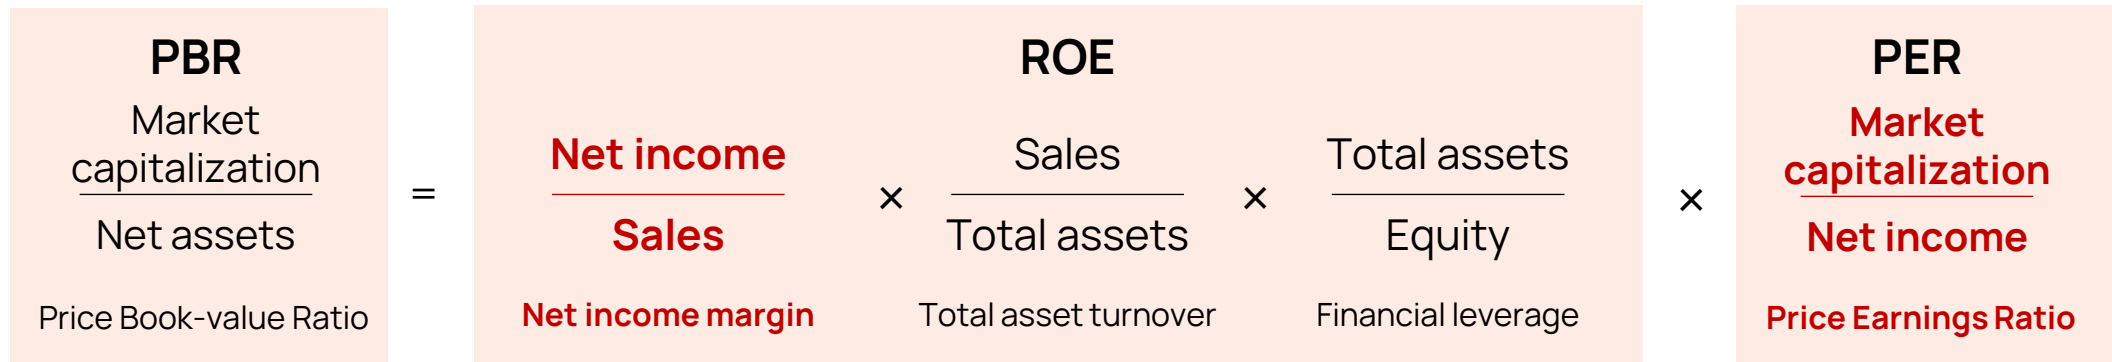 PBR
Market
capitalization
Net assets
Price Book-value Ratio
=
ROE
Net income
Sales
Net income margin
×
Sales
Total assets
Total asset turnover
×
Total assets
Equity
Financial leverage
×
PER
Market
capitalization
Net income
Price Earnings Ratio